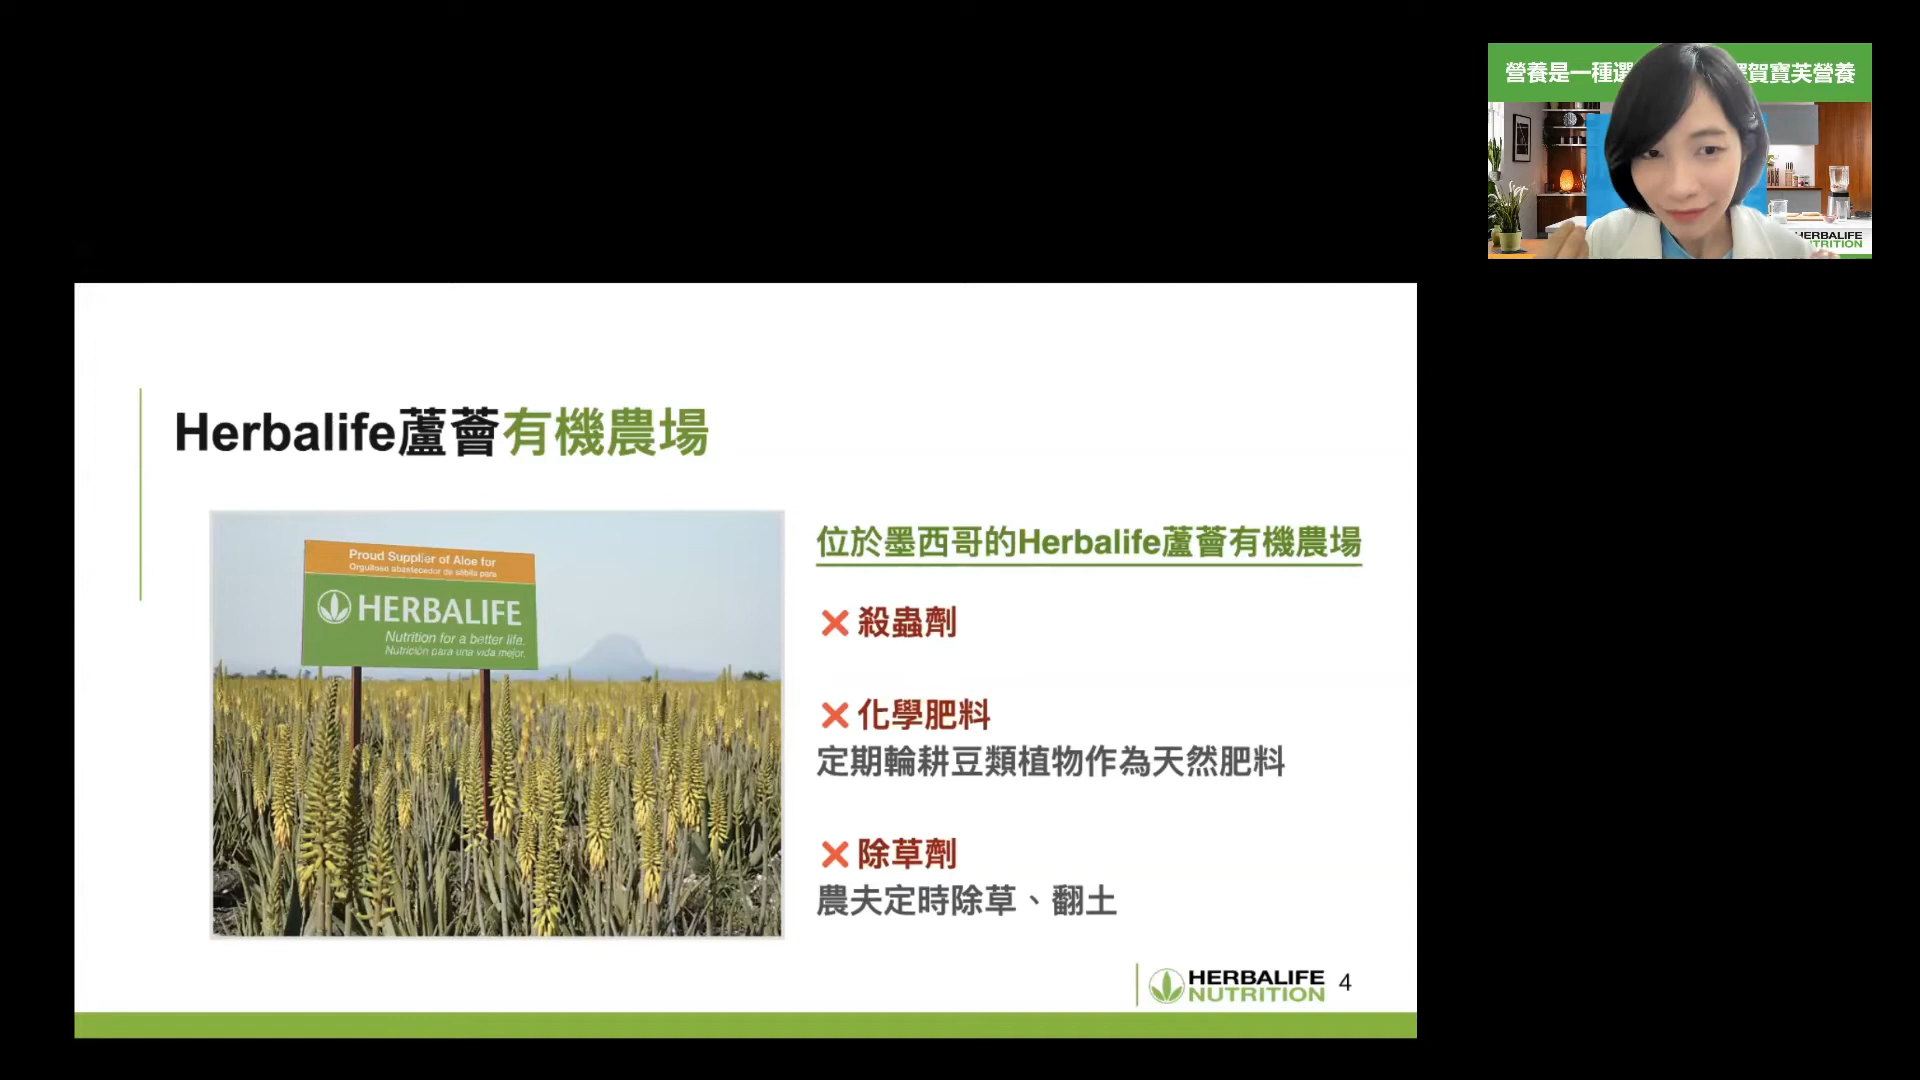 營養是一種選
擇賀寶芙營養
HERBALIFE
NUTRITION
Herbalife蘆薈有機農場
Proud Supplier of Aloe for
Orgulloso abastecedor de sábila para
HERBALIFE
Nutrition for a better life.
Nutrición para una vida mejor.
位於墨西哥的Herbalife蘆薈有機農場
❌ 殺蟲劑
❌ 化學肥料
定期輪耕豆類植物作為天然肥料
❌ 除草劑
農夫定時除草、翻土
HERBALIFE
NUTRITION
4